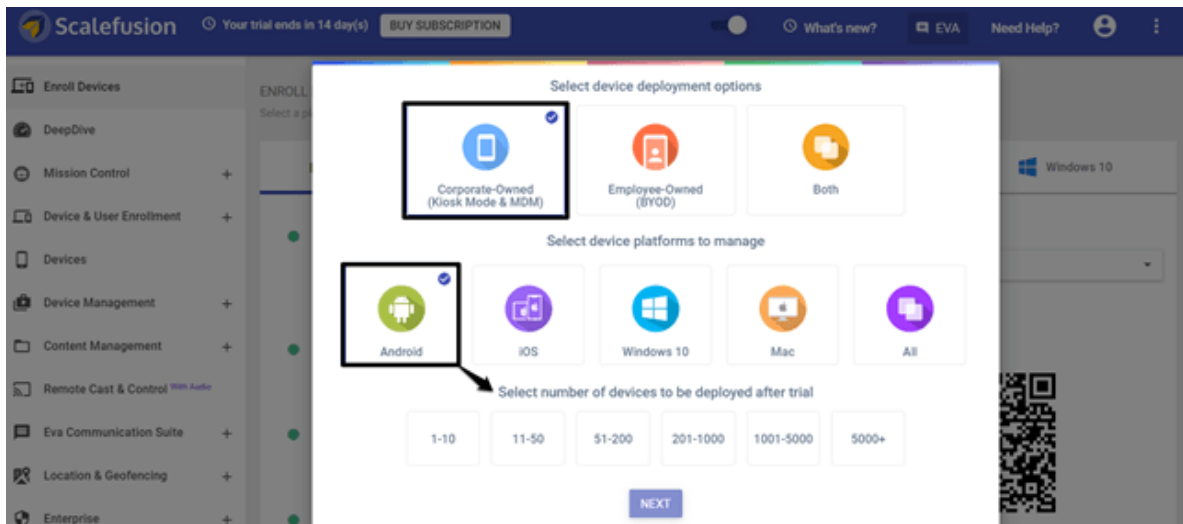 Scalefusion
Your trial ends in 14 day(s)
BUY SUBSCRIPTION
What's new?
EVA
Need Help?
Enroll Devices
DeepDive
Mission Control
Device & User Enrollment
Devices
Device Management
Content Management
Remote Cast & Control With Audio
Eva Communication Suite
Location & Geofencing
Enterprise
ENROLL
Select a
Windows 10
Select device deployment options
Corporate-Owned
(Kiosk Mode & MDM)
Employee-Owned
(BYOD)
Both
Select device platforms to manage
Android
iOS
Windows 10
Mac
All
Select number of devices to be deployed after trial
1-10
11-50
51-200
201-1000
1001-5000
5000+
NEXT